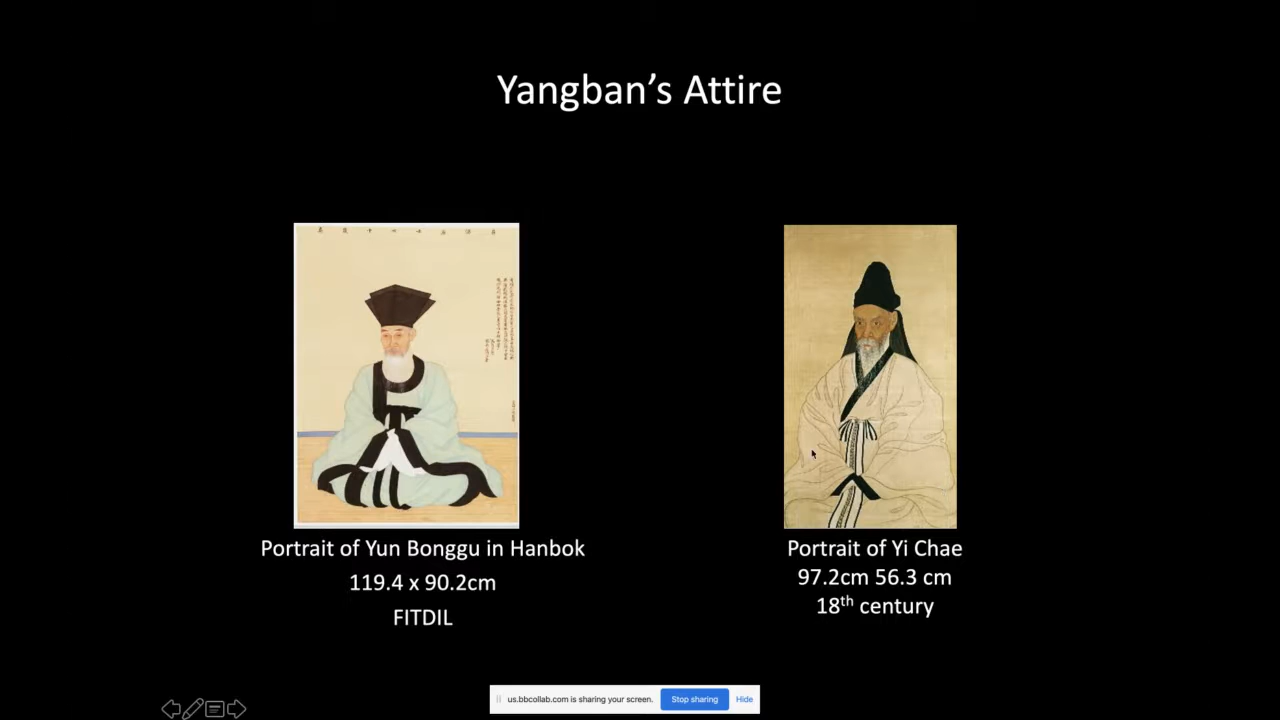 Yangban’s Attire
Portrait of Yun Bonggu in Hanbok
119.4 x 90.2cm
FITDIL
Portrait of Yi Chae
97.2cm 56.3 cm
18th century
us.bbcollab.com is sharing your screen.
Stop sharing
Hide